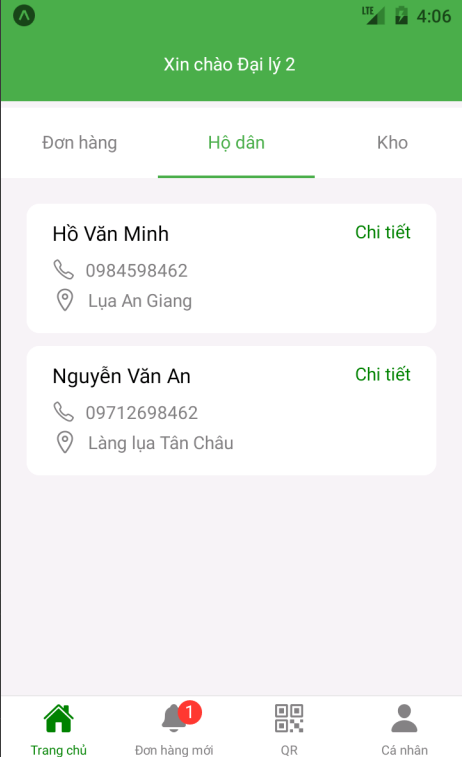 LTE 4:06
Xin chào Đại lý 2
Đơn hàng Hộ dân Kho
Hồ Văn Minh Chi tiết
0984598462
Lụa An Giang
Nguyễn Văn An Chi tiết
09712698462
Làng lụa Tân Châu
1
Trang chủ Đơn hàng mới QR Cá nhân